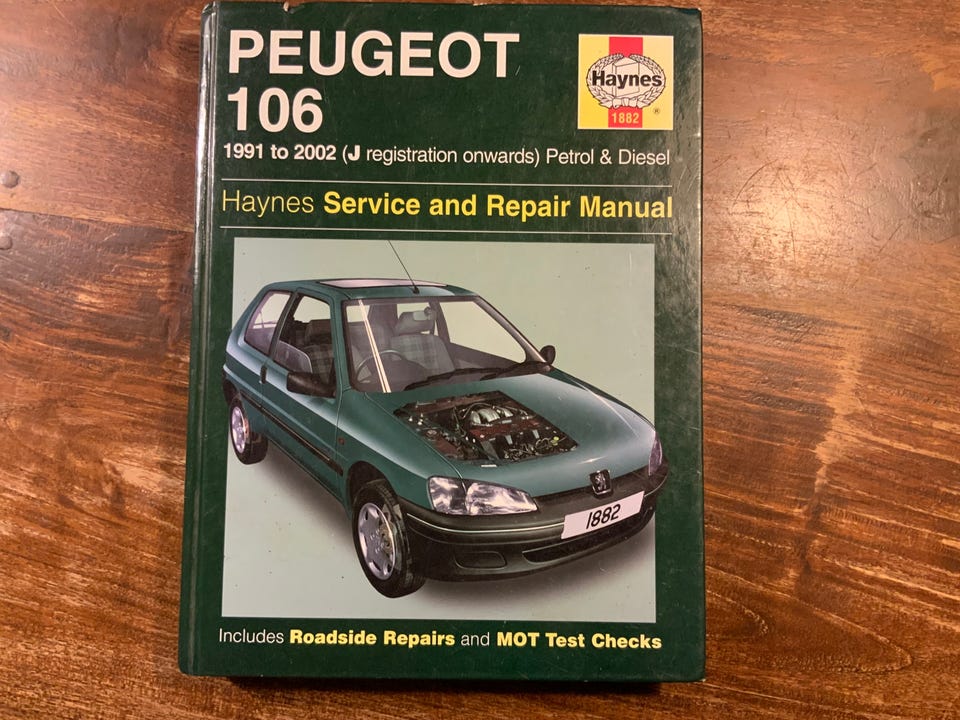 PEUGEOT
106
Haynes
1882
®
1991 to 2002 (J registration onwards) Petrol & Diesel
Haynes Service and Repair Manual
1882
Includes Roadside Repairs and MOT Test Checks